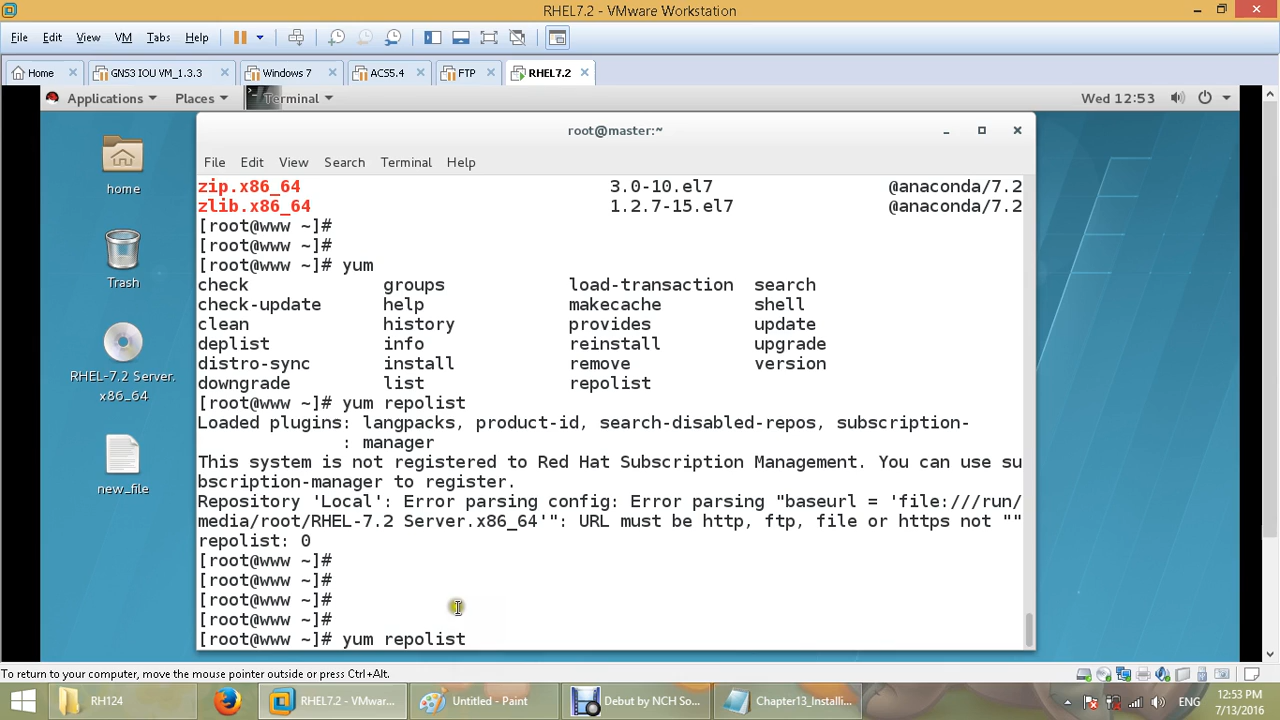 RHEL7.2 - VMware Workstation
File Edit View VM Tabs Help
Home GNS3 IOU VM_1.3.3 Windows 7 ACS5.4 FTP RHEL7.2
Applications Places Terminal Wed 12:53
root@master:~
File Edit View Search Terminal Help
home
Trash
RHEL-7.2 Server.
x86_64
new_file
zip.x86_64 3.0-10.el7 @anaconda/7.2
zlib.x86_64 1.2.7-15.el7 @anaconda/7.2
[root@www ~]#
[root@www ~]#
[root@www ~]# yum
check groups load-transaction search
check-update help makecache shell
clean history provides update
deplist info reinstall upgrade
distro-sync install remove version
downgrade list repolist
[root@www ~]# yum repolist
Loaded plugins: langpacks, product-id, search-disabled-repos, subscription-
: manager
This system is not registered to Red Hat Subscription Management. You can use su
bscription-manager to register.
Repository 'Local': Error parsing config: Error parsing "baseurl = 'file:///run/
media/root/RHEL-7.2 Server.x86_64'": URL must be http, ftp, file or https not ""
repolist: 0
[root@www ~]#
[root@www ~]#
[root@www ~]#
[root@www ~]#
[root@www ~]# yum repolist
To return to your computer, move the mouse pointer outside or press Ctrl+Alt.
RH124 RHEL7.2 - VMwar... Untitled - Paint Debut by NCH So... Chapter13_Installi... ENG 12:53 PM
7/13/2016